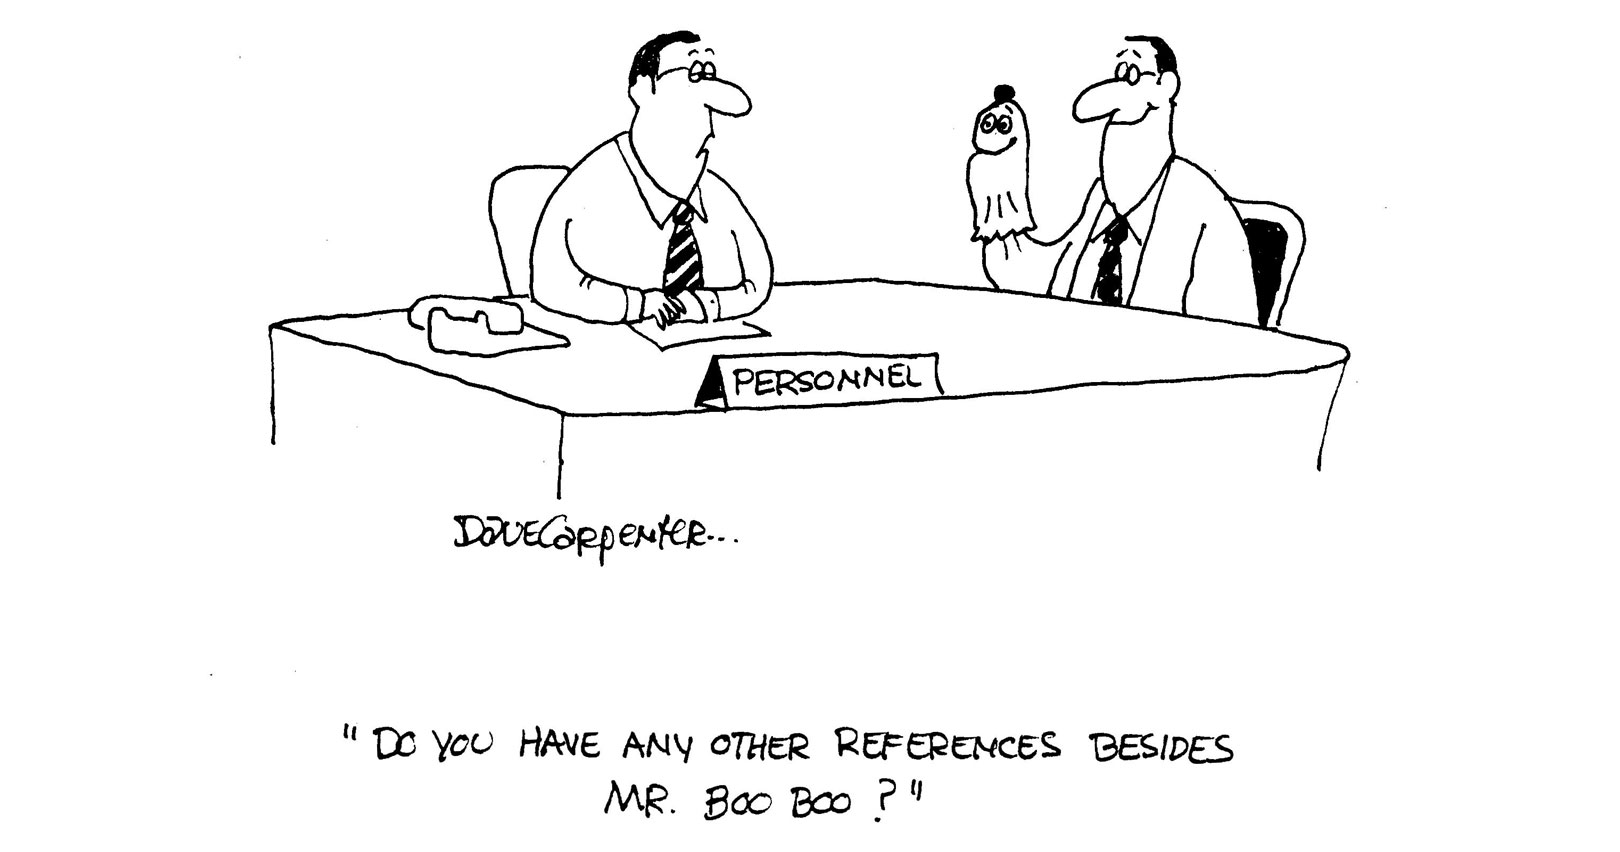 PERSONNEL
DaveCarpenter...
"DO YOU HAVE ANY OTHER REFERENCES BESIDES
MR. BOO BOO?"